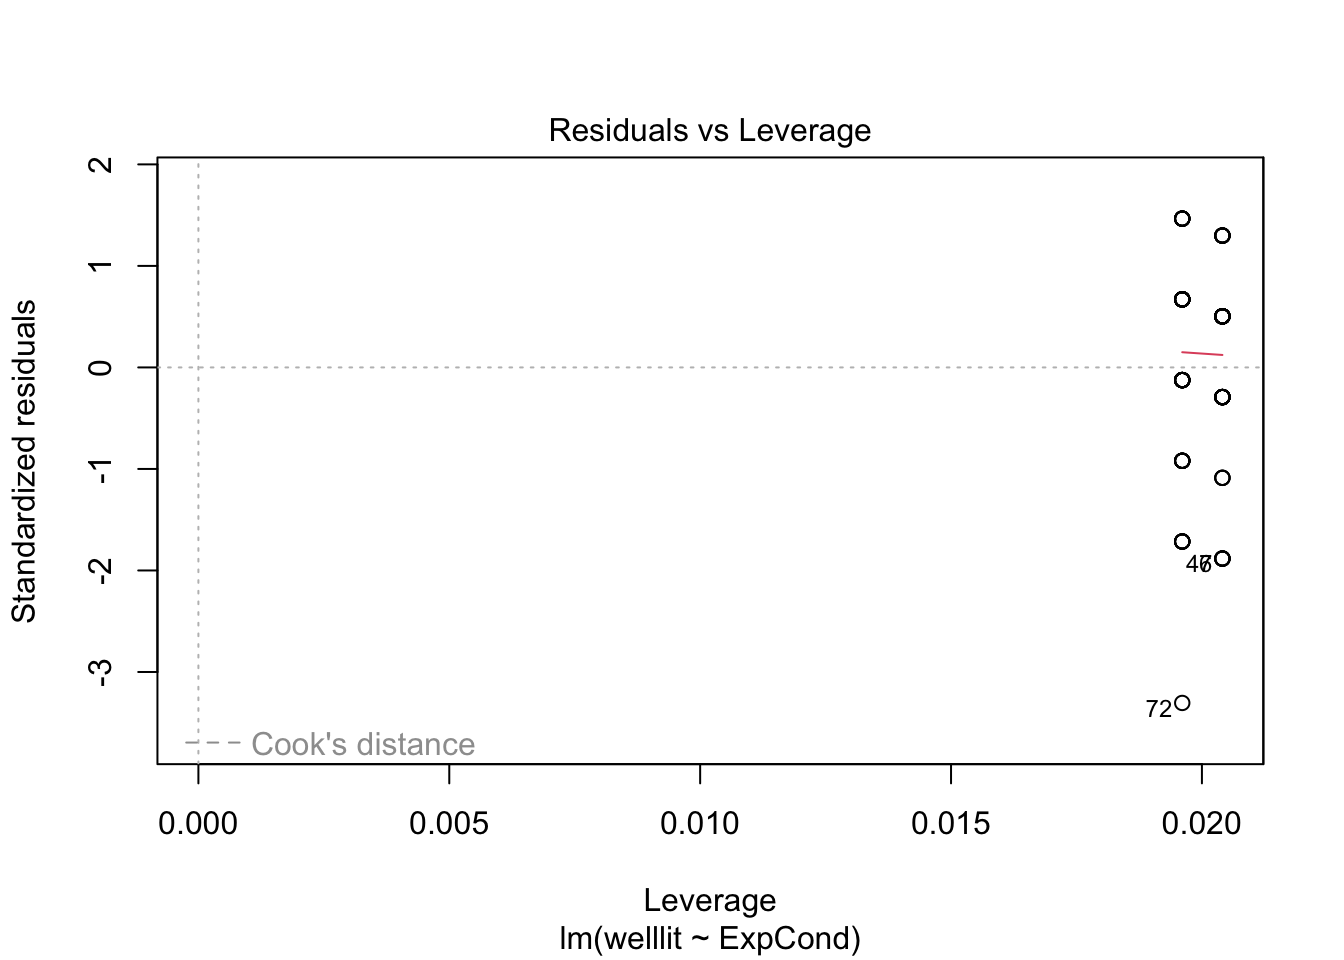 Residuals vs Leverage
Standardized residuals
2
1
0
-1
-2
-3
72
Cook's distance
0.000 0.005 0.010 0.015 0.020
Leverage
lm(welllit ~ ExpCond)